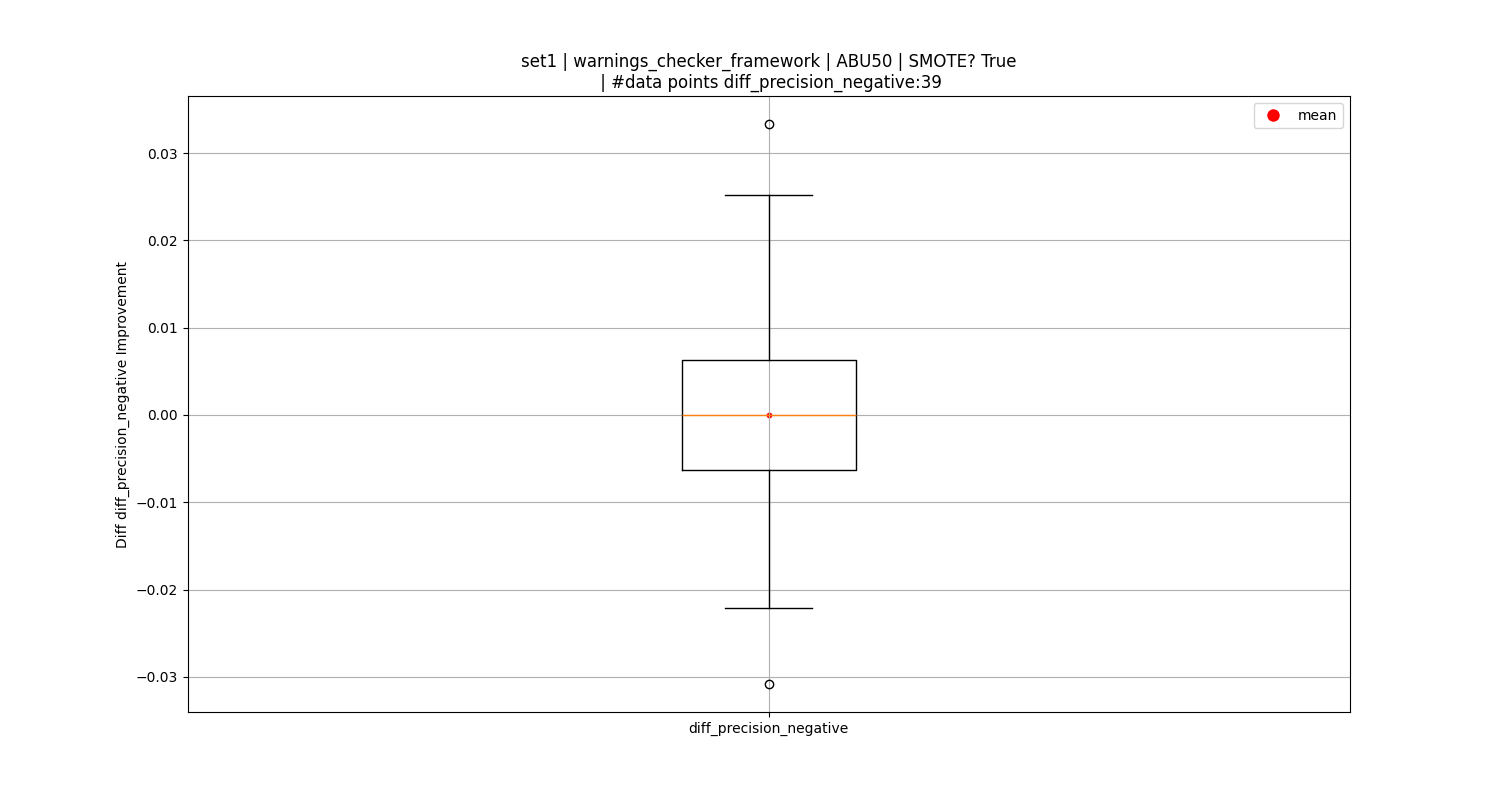 set1 | warnings_checker_framework | ABU50 | SMOTE? True
| #data points diff_precision_negative:39
mean
0.03
0.02
0.01
0.00
−0.01
−0.02
−0.03
Diff diff_precision_negative Improvement
diff_precision_negative